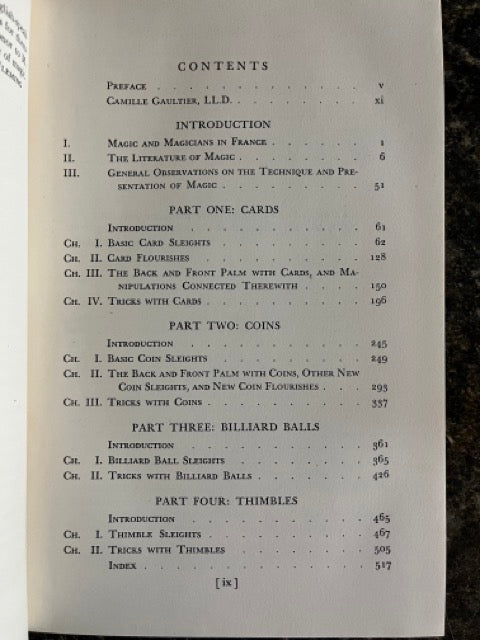 CONTENTS
Preface . . . . . . . . . . . v
Camille Gaultier, LL.D. . . . . . . . xi
INTRODUCTION
I. Magic and Magicians in France . . . . . . 1
II. The Literature of Magic . . . . . . . 6
III. General Observations on the Technique and Pre-
sentation of Magic . . . . . . . . 51
PART ONE: CARDS
Introduction . . . . . . . . . 61
Ch. I. Basic Card Sleights . . . . . . . . 62
Ch. II. Card Flourishes . . . . . . . . . 128
Ch. III. The Back and Front Palm with Cards, and Ma-
nipulations Connected Therewith . . . . 150
Ch. IV. Tricks with Cards . . . . . . . . 196
PART TWO: COINS
Introduction . . . . . . . . . 245
Ch. I. Basic Coin Sleights . . . . . . . . 249
Ch. II. The Back and Front Palm with Coins, Other New
Coin Sleights, and New Coin Flourishes . . . 293
Ch. III. Tricks with Coins . . . . . . . . 337
PART THREE: BILLIARD BALLS
Introduction . . . . . . . . . 361
Ch. I. Billiard Ball Sleights . . . . . . . 365
Ch. II. Tricks with Billiard Balls . . . . . . 426
PART FOUR: THIMBLES
Introduction . . . . . . . . . 465
Ch. I. Thimble Sleights . . . . . . . . 467
Ch. II. Tricks with Thimbles . . . . . . . 505
Index . . . . . . . . . . . 517
[ ix ]